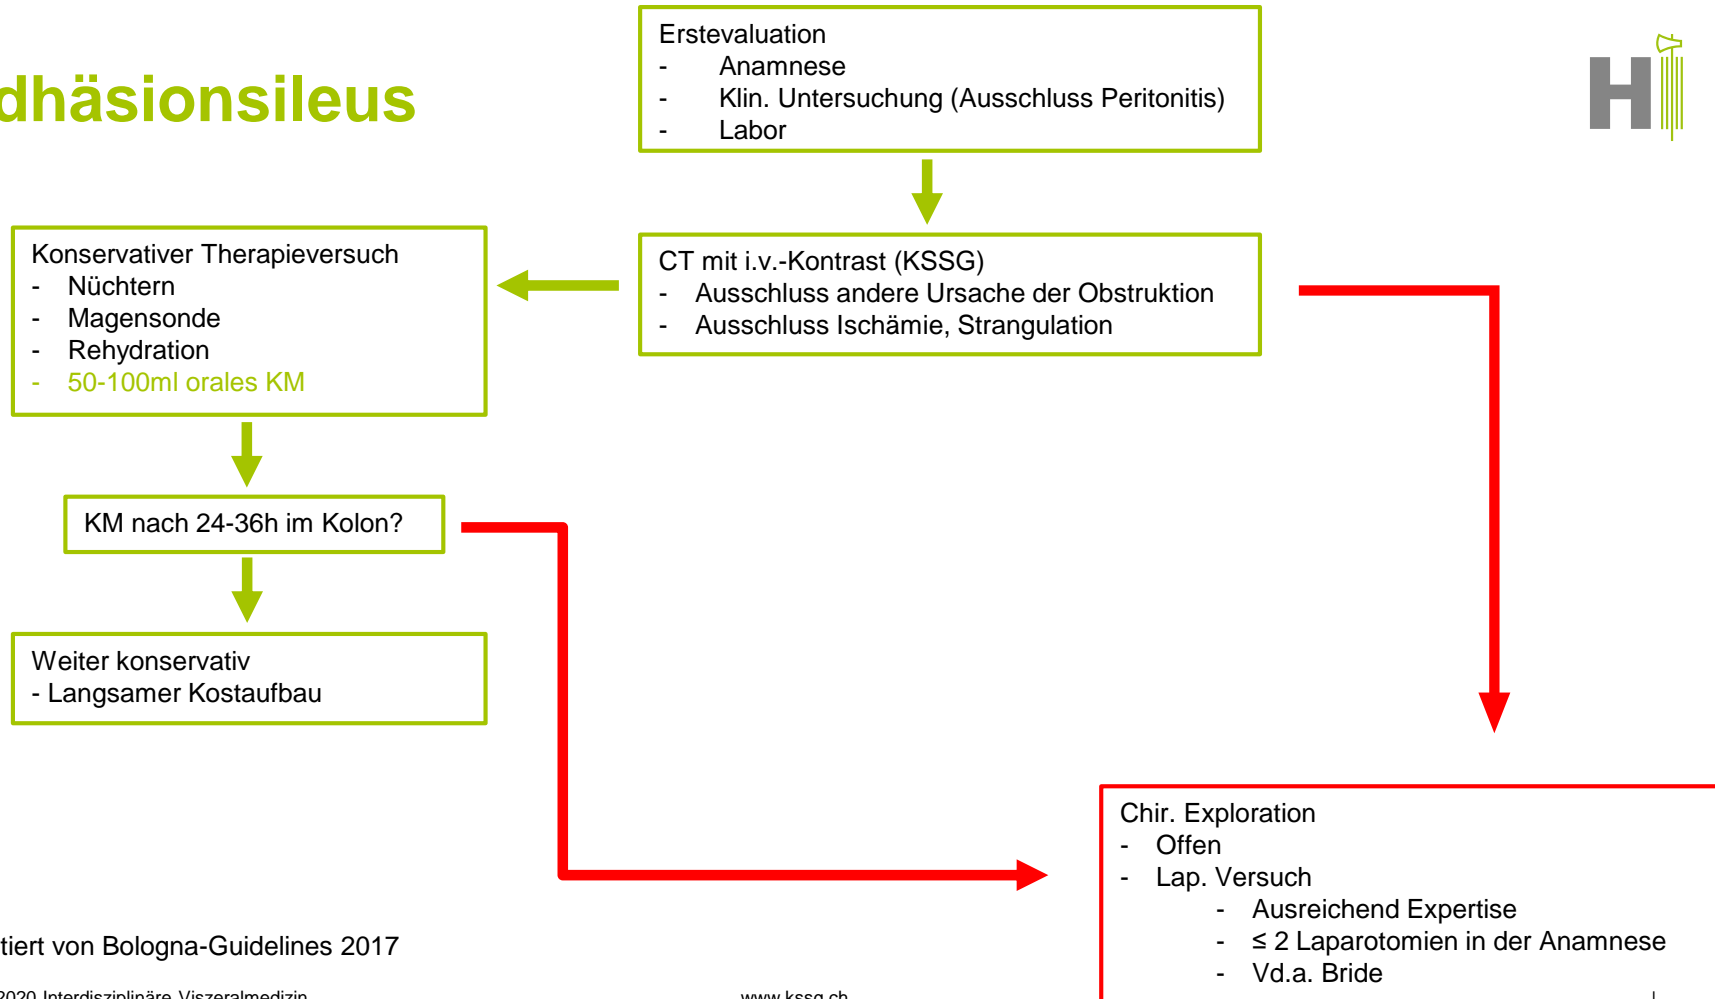 dhäsionsileus
Erstevaluation
- Anamnese
- Klin. Untersuchung (Ausschluss Peritonitis)
- Labor
H
CT mit i.v.-Kontrast (KSSG)
- Ausschluss andere Ursache der Obstruktion
- Ausschluss Ischämie, Strangulation
Konservativer Therapieversuch
- Nüchtern
- Magensonde
- Rehydration
- 50-100ml orales KM
KM nach 24-36h im Kolon?
Weiter konservativ
- Langsamer Kostaufbau
Chir. Exploration
- Offen
- Lap. Versuch
- Ausreichend Expertise
- ≤ 2 Laparotomien in der Anamnese
- Vd.a. Bride
tiert von Bologna-Guidelines 2017
2020 Interdisziplinäre Viszeralmedizin
www.kssg.ch
|